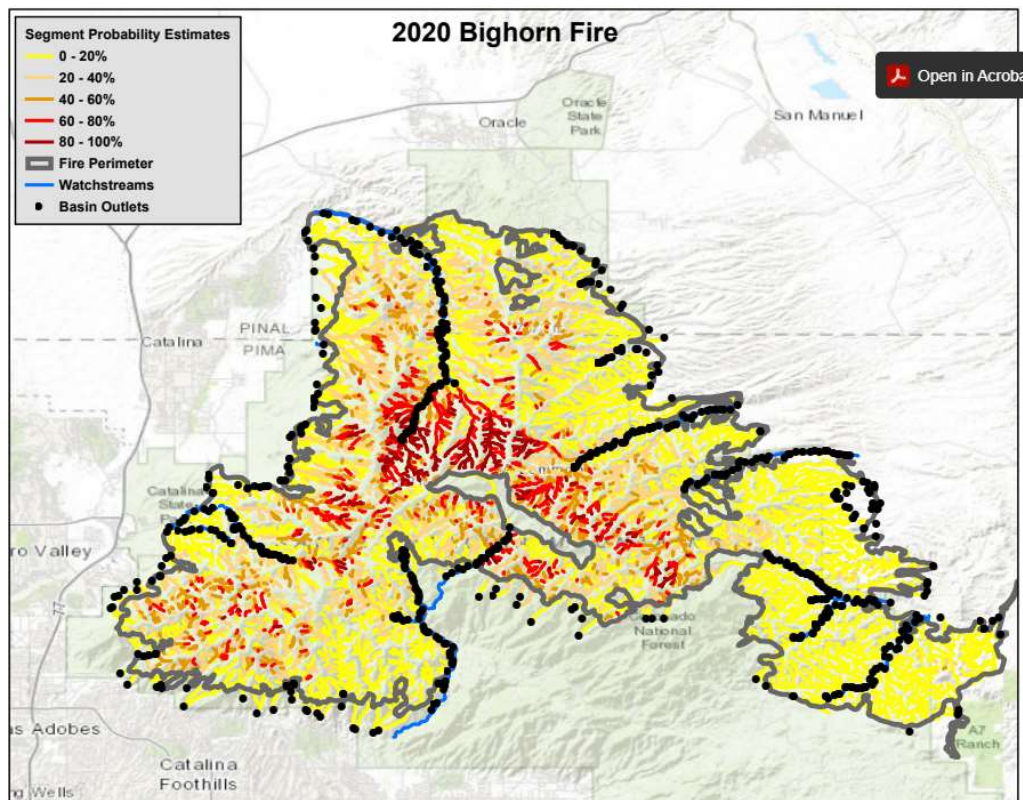 2020 Bighorn Fire
Segment Probability Estimates
0 - 20%
20 - 40%
40 - 60%
60 - 80%
80 - 100%
Fire Perimeter
Watchstreams
Basin Outlets
Open in Acroba
Oracle
State
Park
Oracle
San Manuel
PINAL
PIMA
Catalina
Catalina
State
ro Valley
77
National
Forest
as Adobes
Catalina
Foothills
ng Wells
A7
Ranch